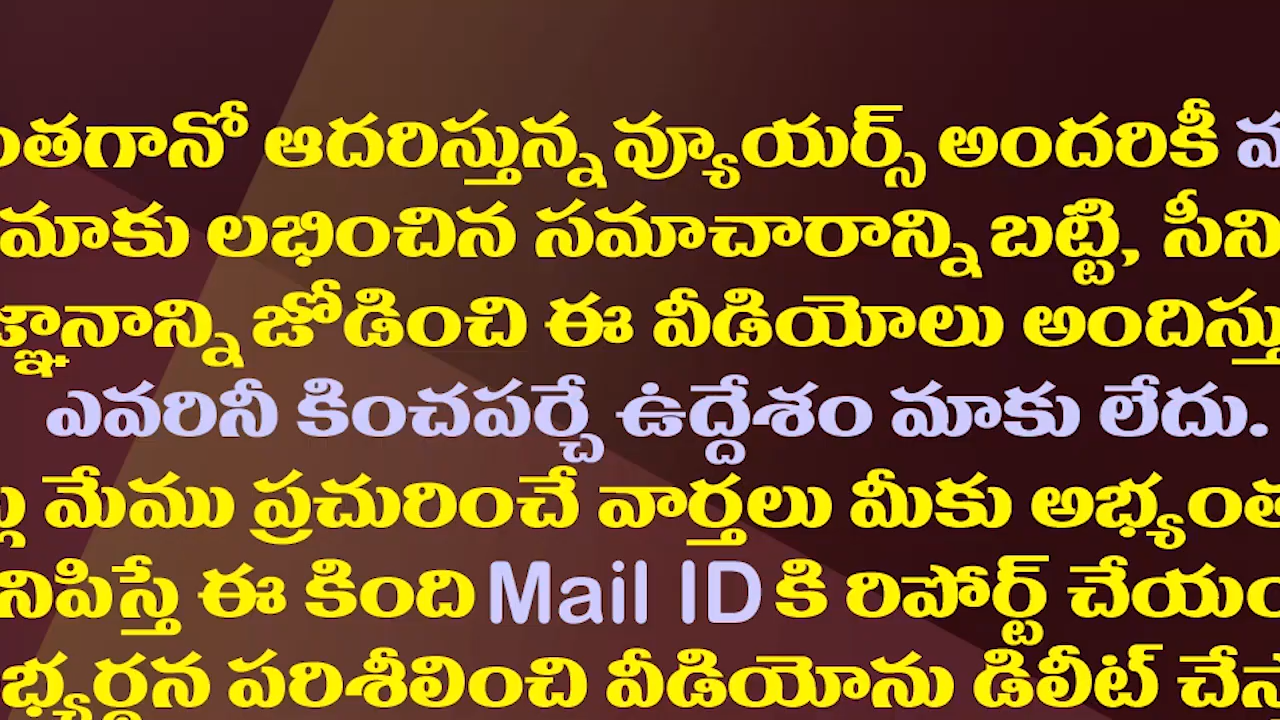 ంతగానో ఆదరిస్తున్న వ్యూయర్స్ అందరికీ
మాకు లభించిన సమాచారాన్ని బట్టి, సీని
జ్ఞానాన్ని జోడించి ఈ వీడియోలు అందిస్తు
ఎవరినీ కించపర్చే ఉద్దేశం మాకు లేదు.
మేము ప్రచురించే వార్తలు మీకు అభ్యంత
నిపిస్తే ఈ కింది Mail ID కి రిపోర్ట్ చేయం
భ్యర్థన పరిశీలించి వీడియోను డిలీట్ చేస